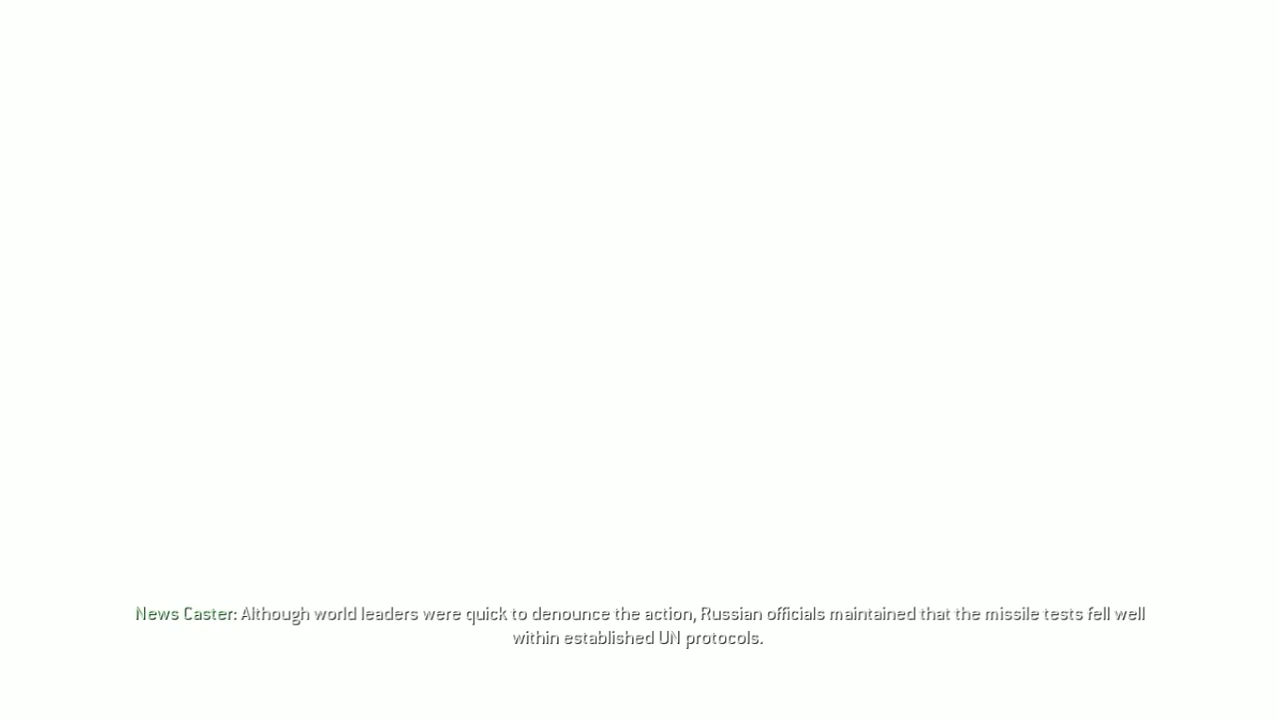 News Caster: Although world leaders were quick to denounce the action, Russian officials maintained that the missile tests fell well
within established UN protocols.